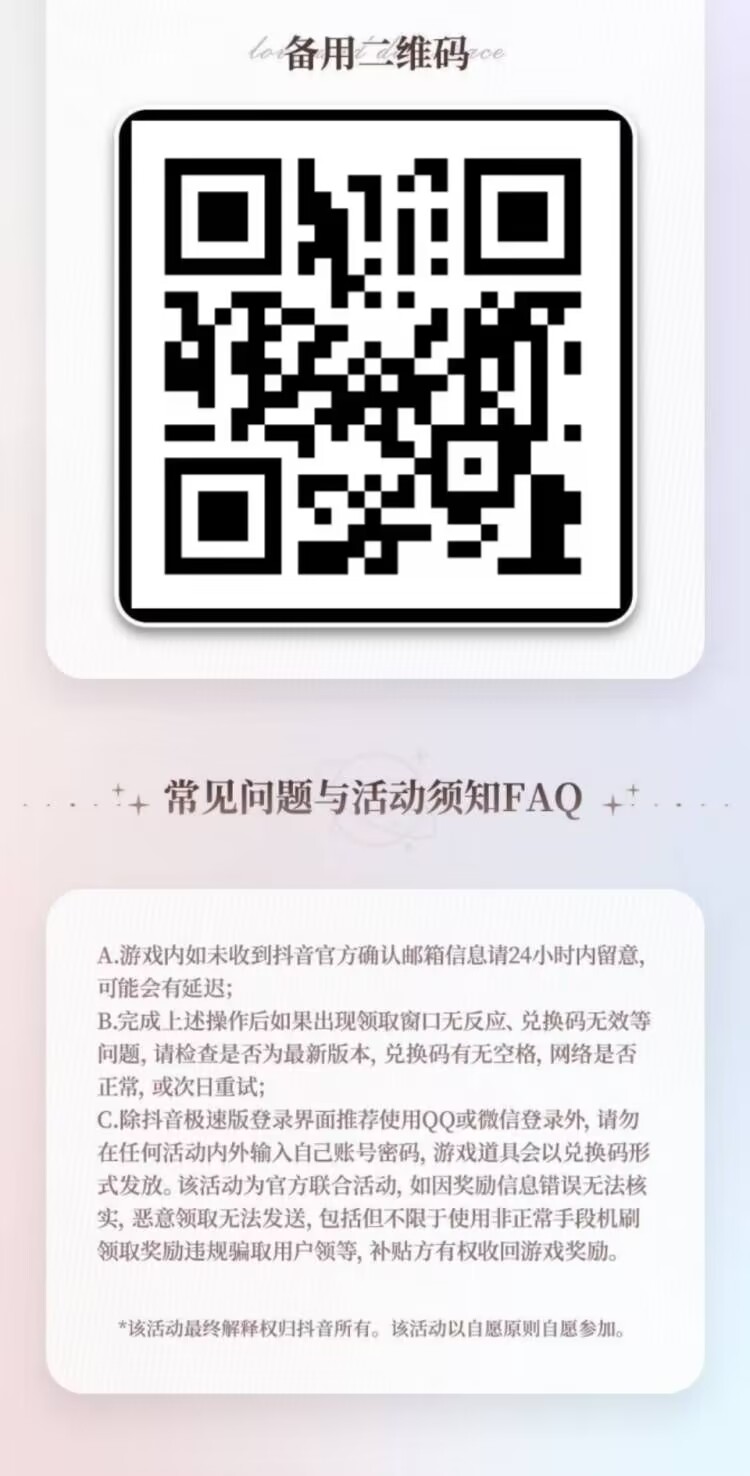 备用二维码
常见问题与活动须知FAQ
A.游戏内如未收到抖音官方确认邮箱信息请24小时内留意,
可能会有延迟;
B.完成上述操作后如果出现领取窗口无反应、兑换码无效等
问题, 请检查是否为最新版本, 兑换码有无空格, 网络是否
正常, 或次日重试;
C.除抖音极速版登录界面推荐使用QQ或微信登录外, 请勿
在任何活动内外输入自己账号密码, 游戏道具会以兑换码形
式发放。该活动为官方联合活动, 如因奖励信息错误无法核
实, 恶意领取无法发送, 包括但不限于使用非正常手段机刷
领取奖励违规骗取用户领等, 补贴方有权收回游戏奖励。
*该活动最终解释权归抖音所有。该活动以自愿原则自愿参加。